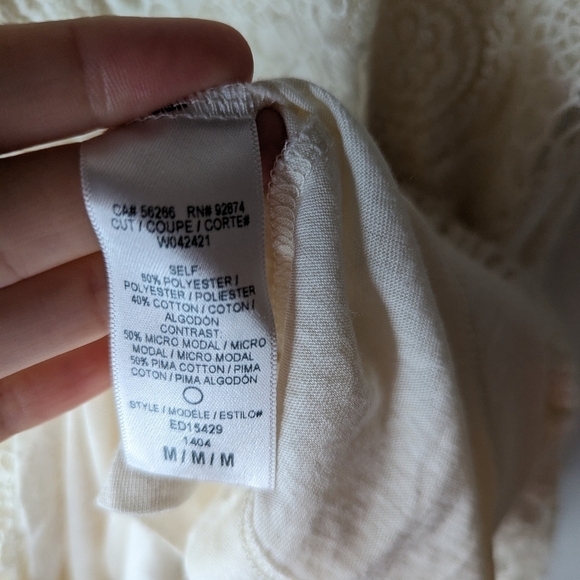 CA# 56266 RN# 92874
CUT / COUPE / CORTE#
W042421
SELF:
60% POLYESTER /
POLYESTER / POLIESTER
40% COTTON / COTON /
ALGODÓN
CONTRAST:
50% MICRO MODAL / MICRO
MODAL / MICRO MODAL
50% PIMA COTTON / PIMA
COTON / PIMA ALGODÓN
STYLE / MODÈLE / ESTILO#
ED15429
1404
M / M / M